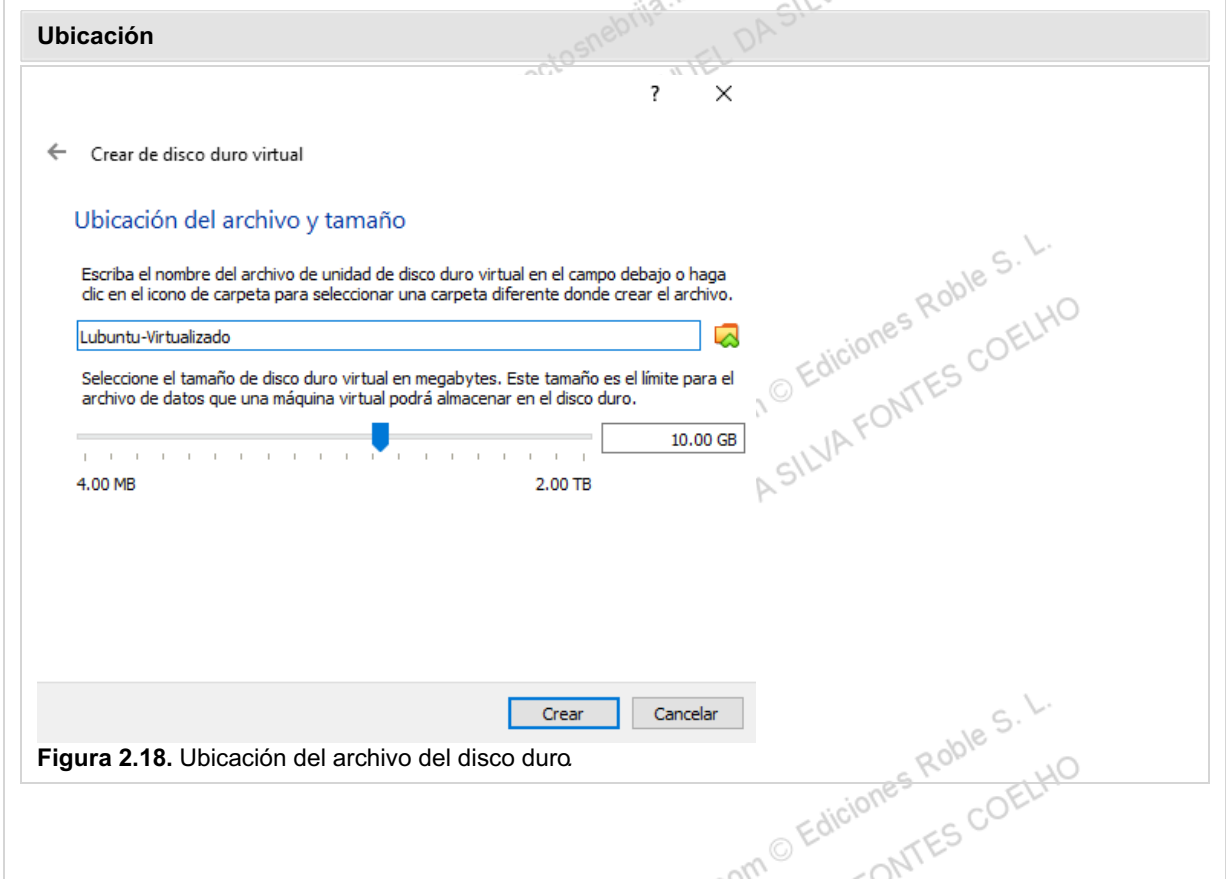 Ubicación
?
Crear de disco duro virtual
Ubicación del archivo y tamaño
Escriba el nombre del archivo de unidad de disco duro virtual en el campo debajo o haga
clic en el icono de carpeta para seleccionar una carpeta diferente donde crear el archivo.
Lubuntu-Virtualizado
Seleccione el tamaño de disco duro virtual en megabytes. Este tamaño es el límite para el
archivo de datos que una máquina virtual podrá almacenar en el disco duro.
10.00 GB
4.00 MB 2.00 TB
Crear Cancelar
Figura 2.18. Ubicación del archivo del disco duro.
© Ediciones Roble S. L.
SILVA FONTES COELHO
© Ediciones Roble S. L.
FONTES COELHO